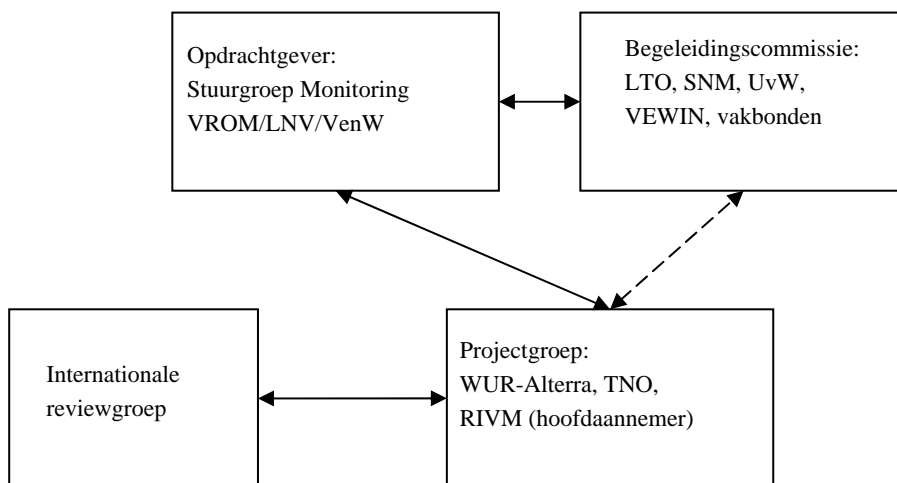 Opdrachtgever:
Stuurgroep Monitoring
VROM/LNV/VenW
Begeleidingscommissie:
LTO, SNM, UvW,
VEWIN, vakbonden
Internationale
reviewgroep
Projectgroep:
WUR-Alterra, TNO,
RIVM (hoofdaannemer)